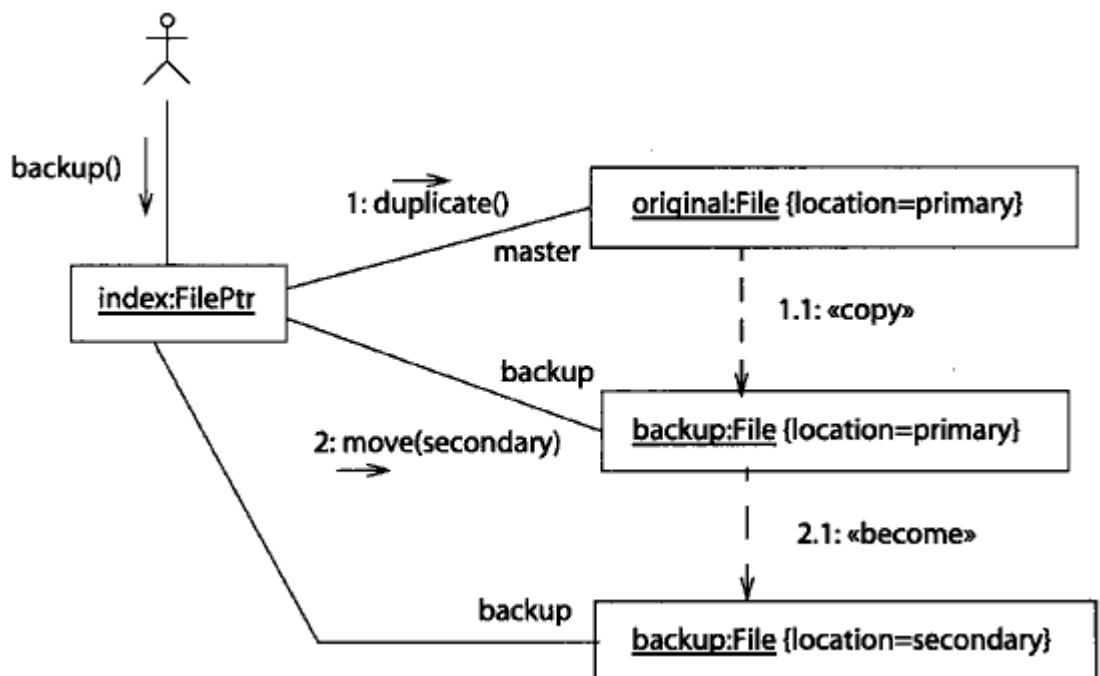 backup()
1: duplicate()
original:File {location=primary}
master
index:FilePtr
1.1: «copy»
backup
backup:File {location=primary}
2: move(secondary)
2.1: «become»
backup
backup:File {location=secondary}